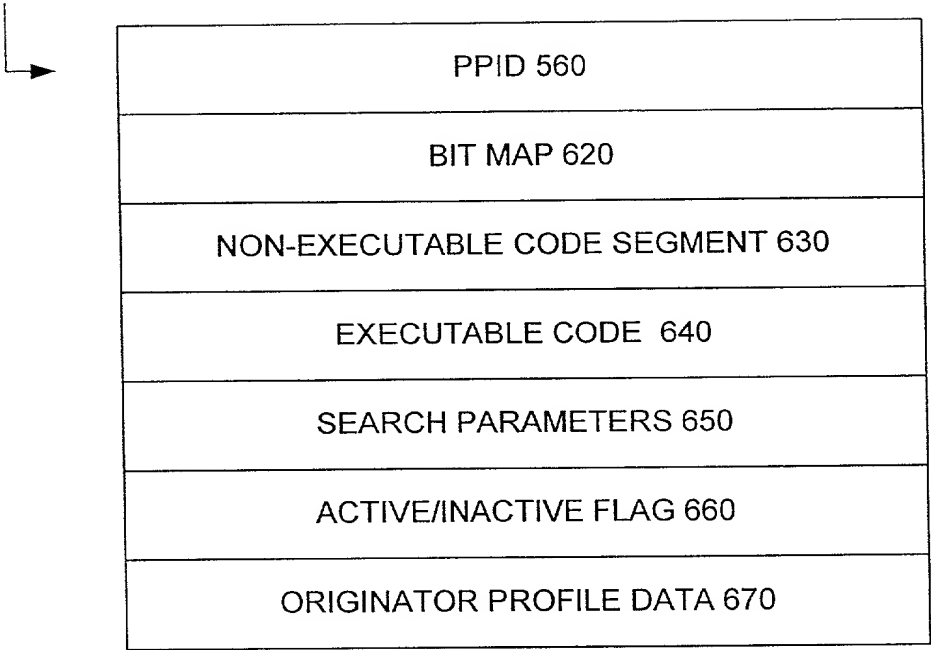 PPID 560
BIT MAP 620
NON-EXECUTABLE CODE SEGMENT 630
EXECUTABLE CODE 640
SEARCH PARAMETERS 650
ACTIVE/INACTIVE FLAG 660
ORIGINATOR PROFILE DATA 670